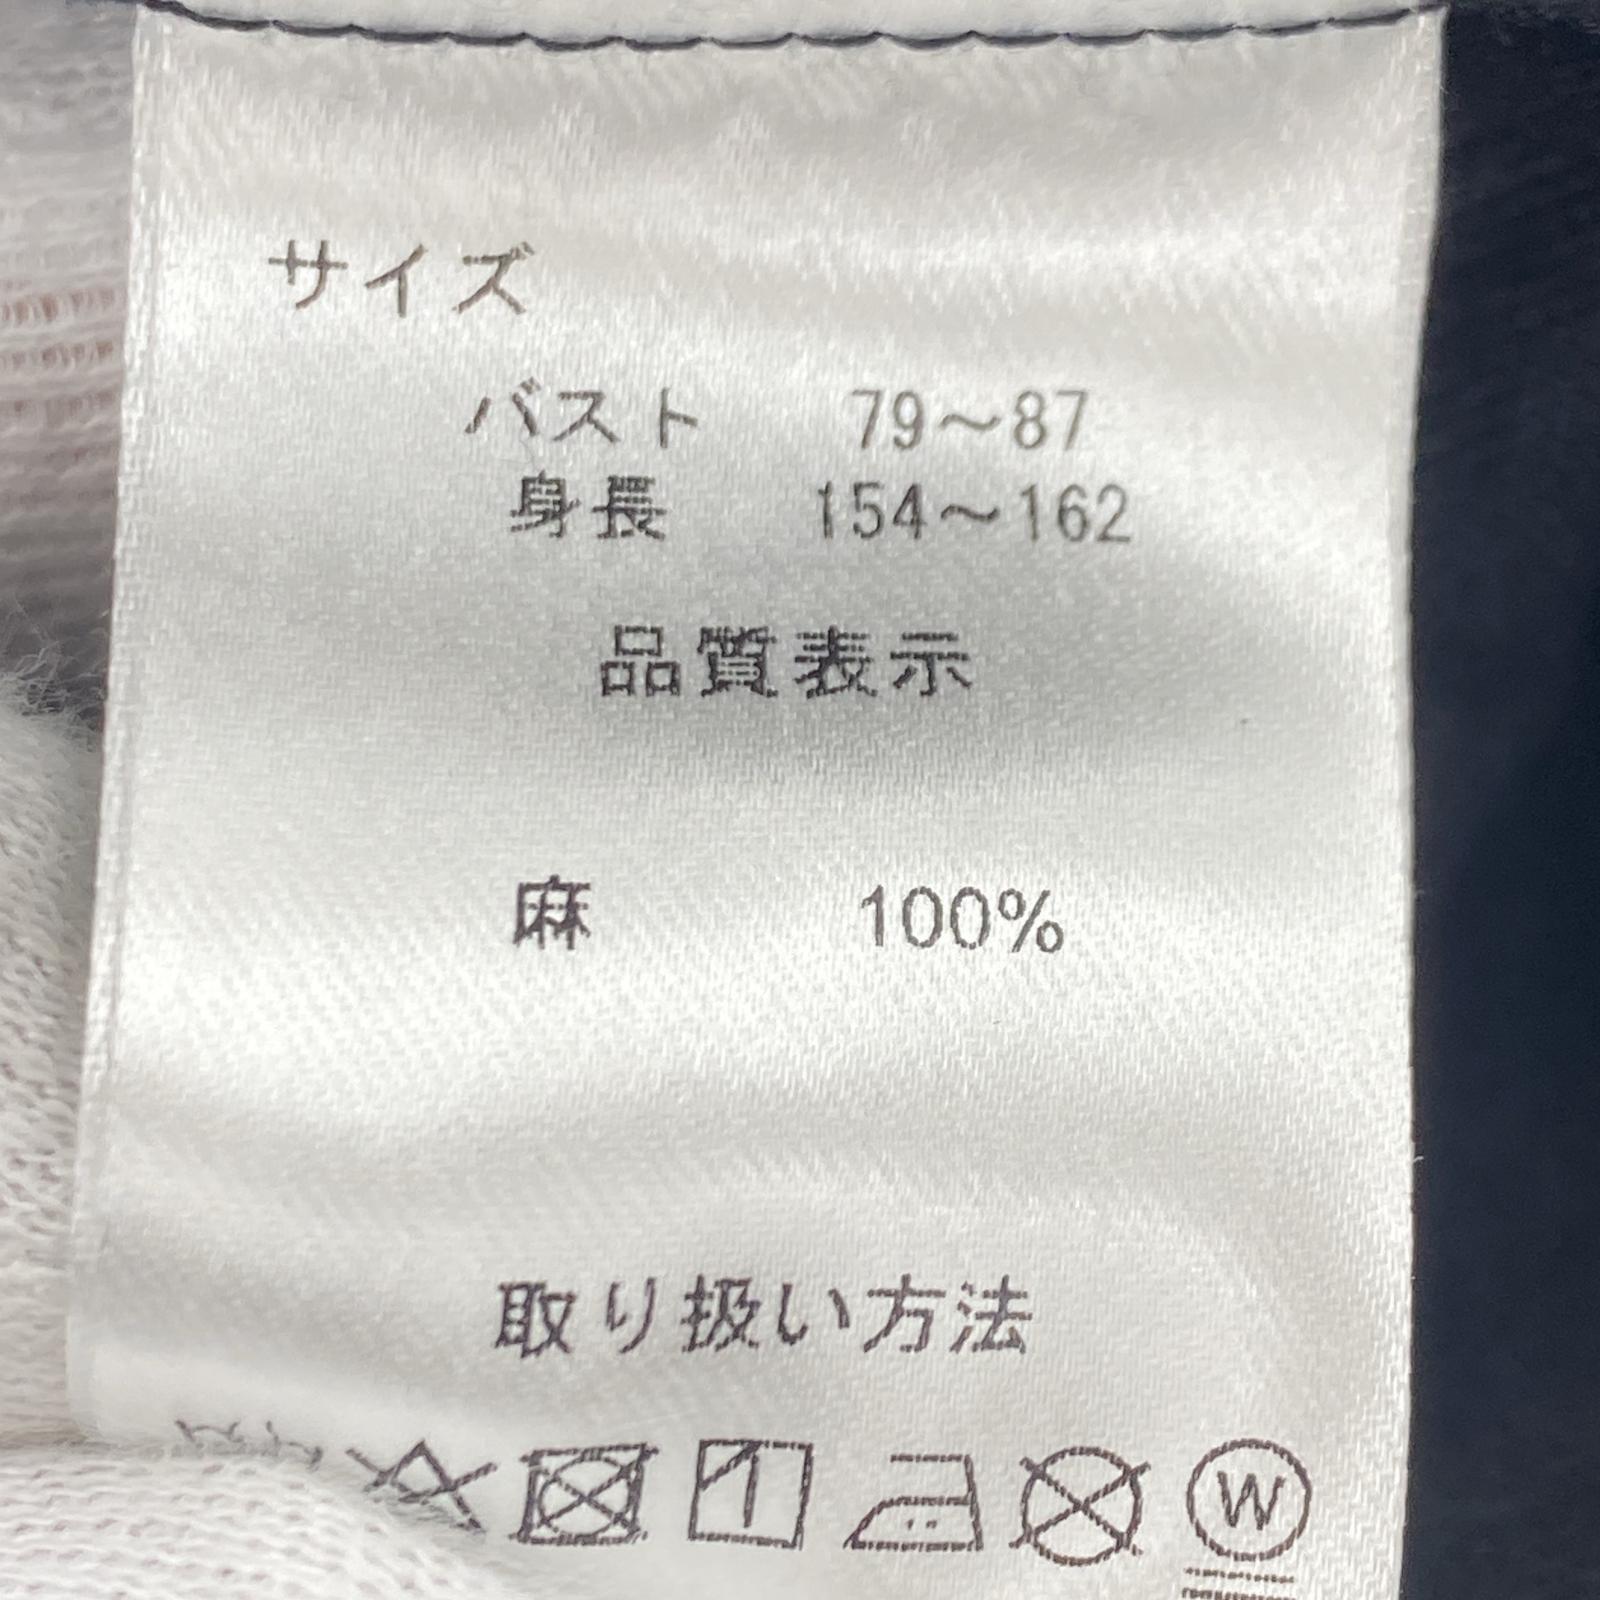 サイズ
バスト 79～87
身長 154～162
品質表示
麻 100%
取り扱い方法
W